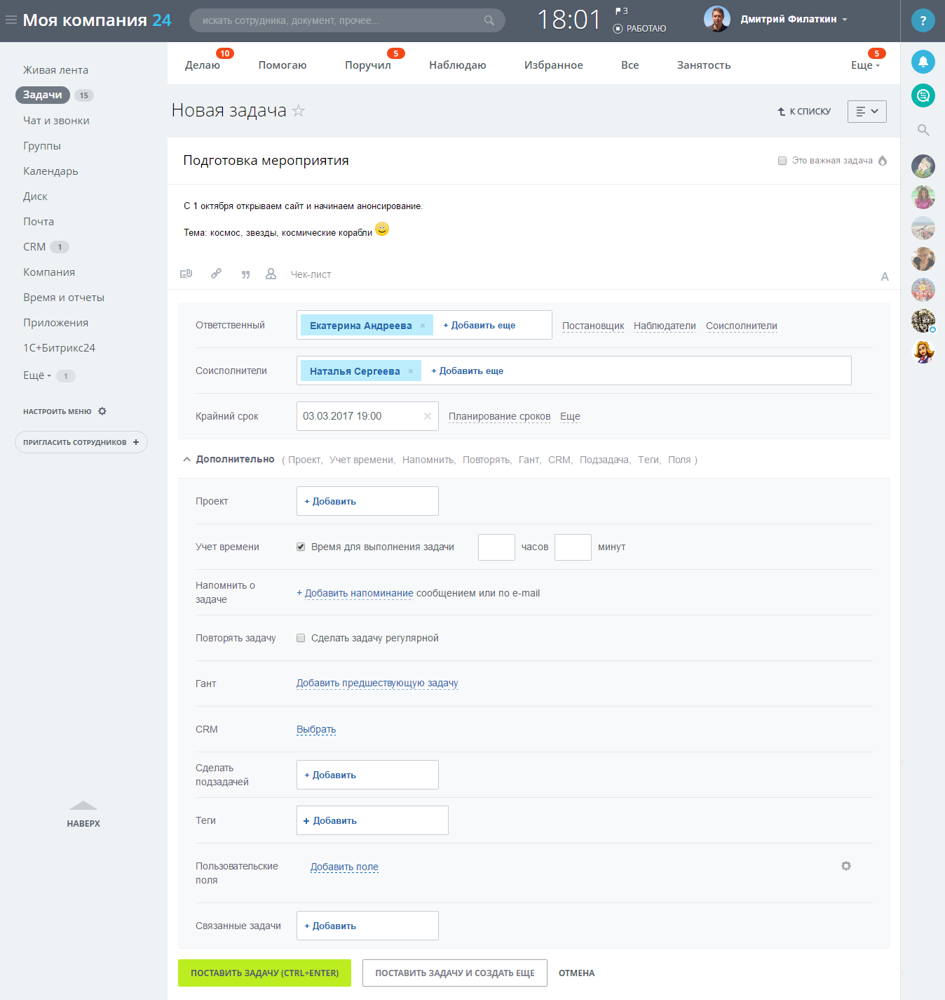 Моя компания 24
искать сотрудника, документ, прочее...
18:01
3
РАБОТАЮ
Дмитрий Филаткин
?
Живая лента
Задачи 15
Чат и звонки
Группы
Календарь
Диск
Почта
CRM 1
Компания
Время и отчеты
Приложения
1С+Битрикс24
Ещё 1
НАСТРОИТЬ МЕНЮ
ПРИГЛАСИТЬ СОТРУДНИКОВ +
НАВЕРХ
10 5 5
Делаю Помогаю Поручил Наблюдаю Избранное Все Занятость Еще
Новая задача
К СПИСКУ
Подготовка мероприятия
Это важная задача
С 1 октября открываем сайт и начинаем анонсирование.
Тема: космос, звезды, космические корабли
Чек-лист
A
Ответственный Екатерина Андреева × + Добавить еще Постановщик Наблюдатели Соисполнители
Соисполнители Наталья Сергеева × + Добавить еще
Крайний срок 03.03.2017 19:00 × Планирование сроков Еще
Дополнительно ( Проект, Учет времени, Напомнить, Повторять, Гант, CRM, Подзадача, Теги, Поля )
Проект + Добавить
Учет времени Время для выполнения задачи часов минут
Напомнить о
задаче
+ Добавить напоминание сообщением или по e-mail
Повторять задачу Сделать задачу регулярной
Гант Добавить предшествующую задачу
CRM Выбрать
Сделать
подзадачей
+ Добавить
Теги + Добавить
Пользовательские
поля
Добавить поле
Связанные задачи + Добавить
ПОСТАВИТЬ ЗАДАЧУ (CTRL+ENTER) ПОСТАВИТЬ ЗАДАЧУ И СОЗДАТЬ ЕЩЕ ОТМЕНА